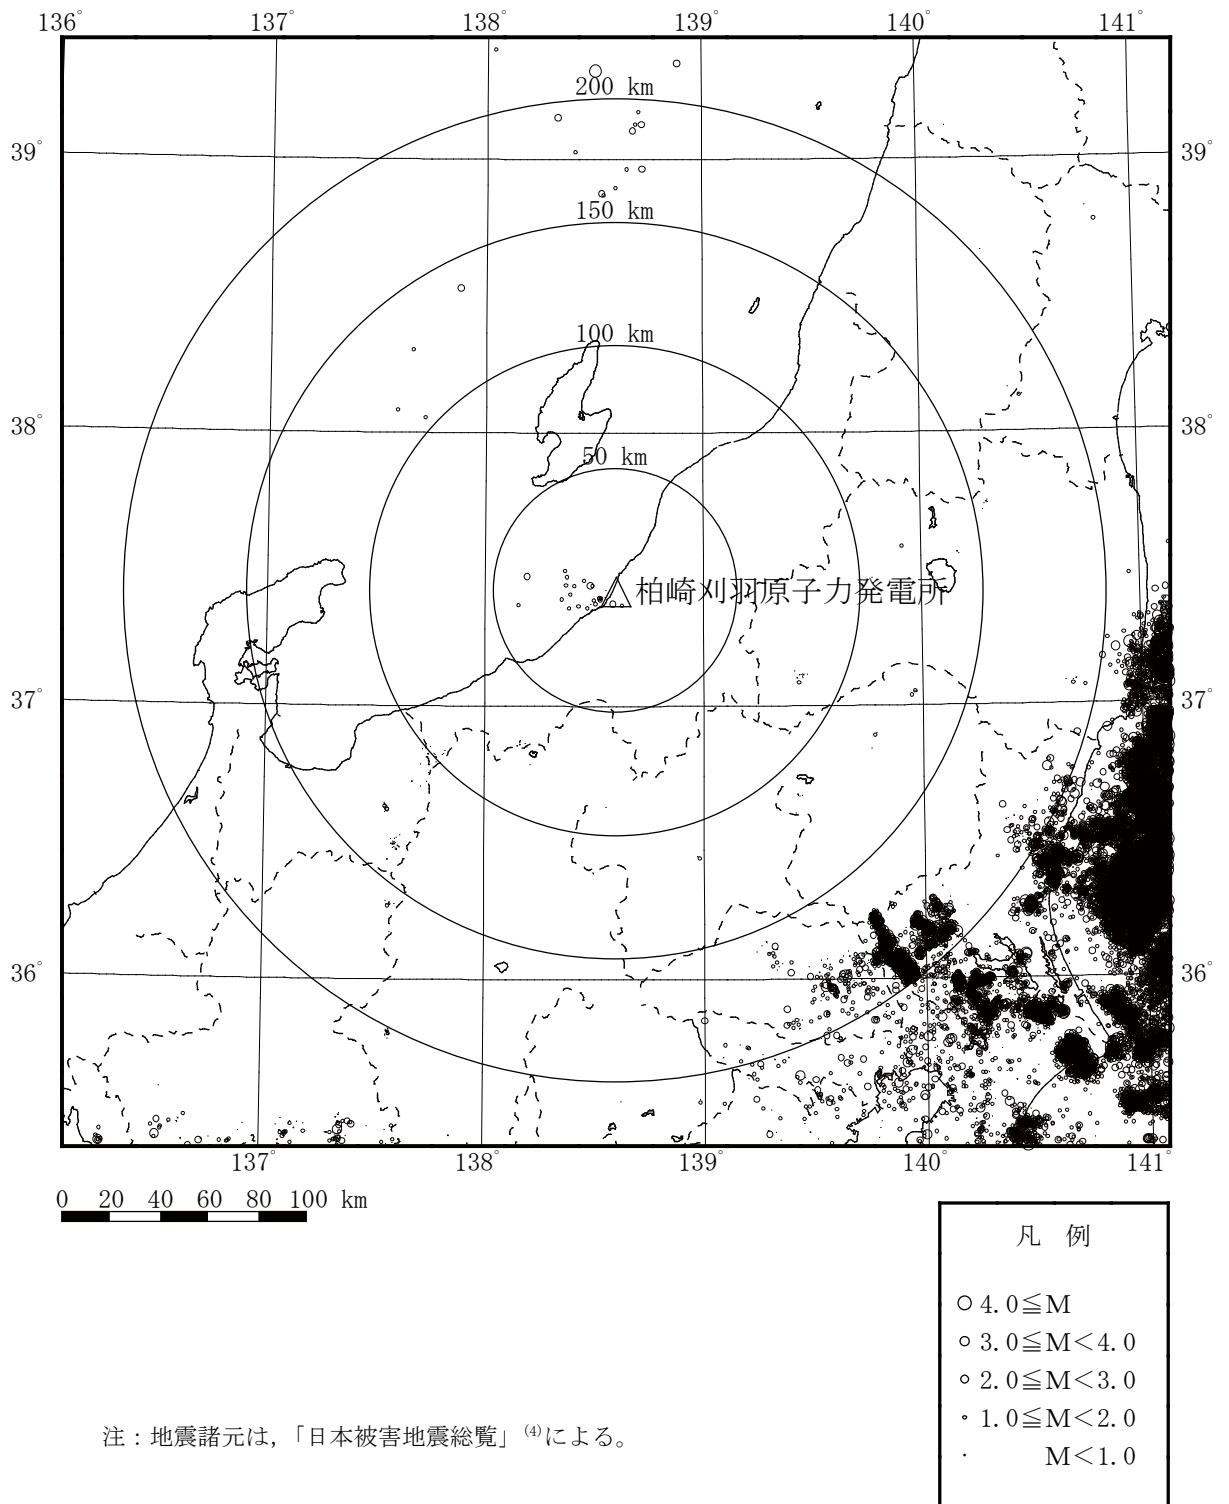 136° 137° 138° 139° 140° 141°
200 km
39° 39°
150 km
100 km
38° 38°
50 km
柏崎刈羽原子力発電所
37° 37°
36° 36°
137° 138° 139° 140° 141°
0 20 40 60 80 100 km
凡 例
4.0≦M
3.0≦M<4.0
2.0≦M<3.0
1.0≦M<2.0
M<1.0
注：地震諸元は，「日本被害地震総覧」(4)による。